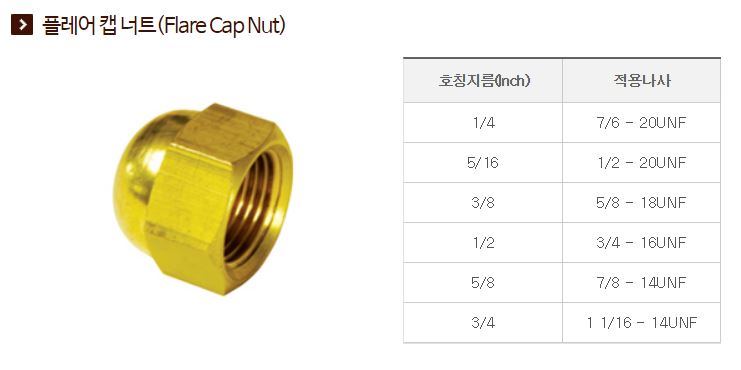 플레어 캡 너트(Flare Cap Nut)
호칭지름(Inch) 적용나사
1/4 7/6 - 20UNF
5/16 1/2 - 20UNF
3/8 5/8 - 18UNF
1/2 3/4 - 16UNF
5/8 7/8 - 14UNF
3/4 1 1/16 - 14UNF